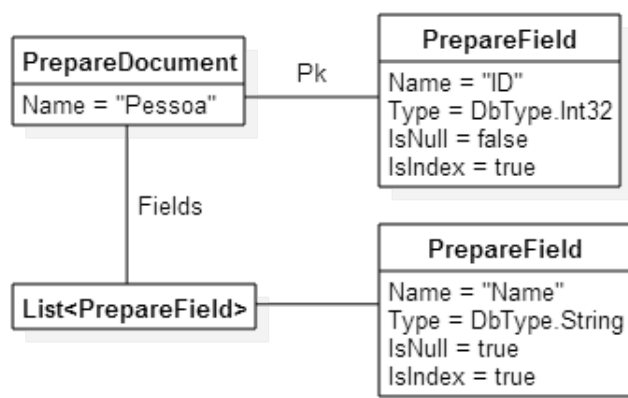 PrepareDocument
Name = "Pessoa"
Pk
PrepareField
Name = "ID"
Type = DbType.Int32
IsNull = false
IsIndex = true
Fields
List<PrepareField>
PrepareField
Name = "Name"
Type = DbType.String
IsNull = true
IsIndex = true